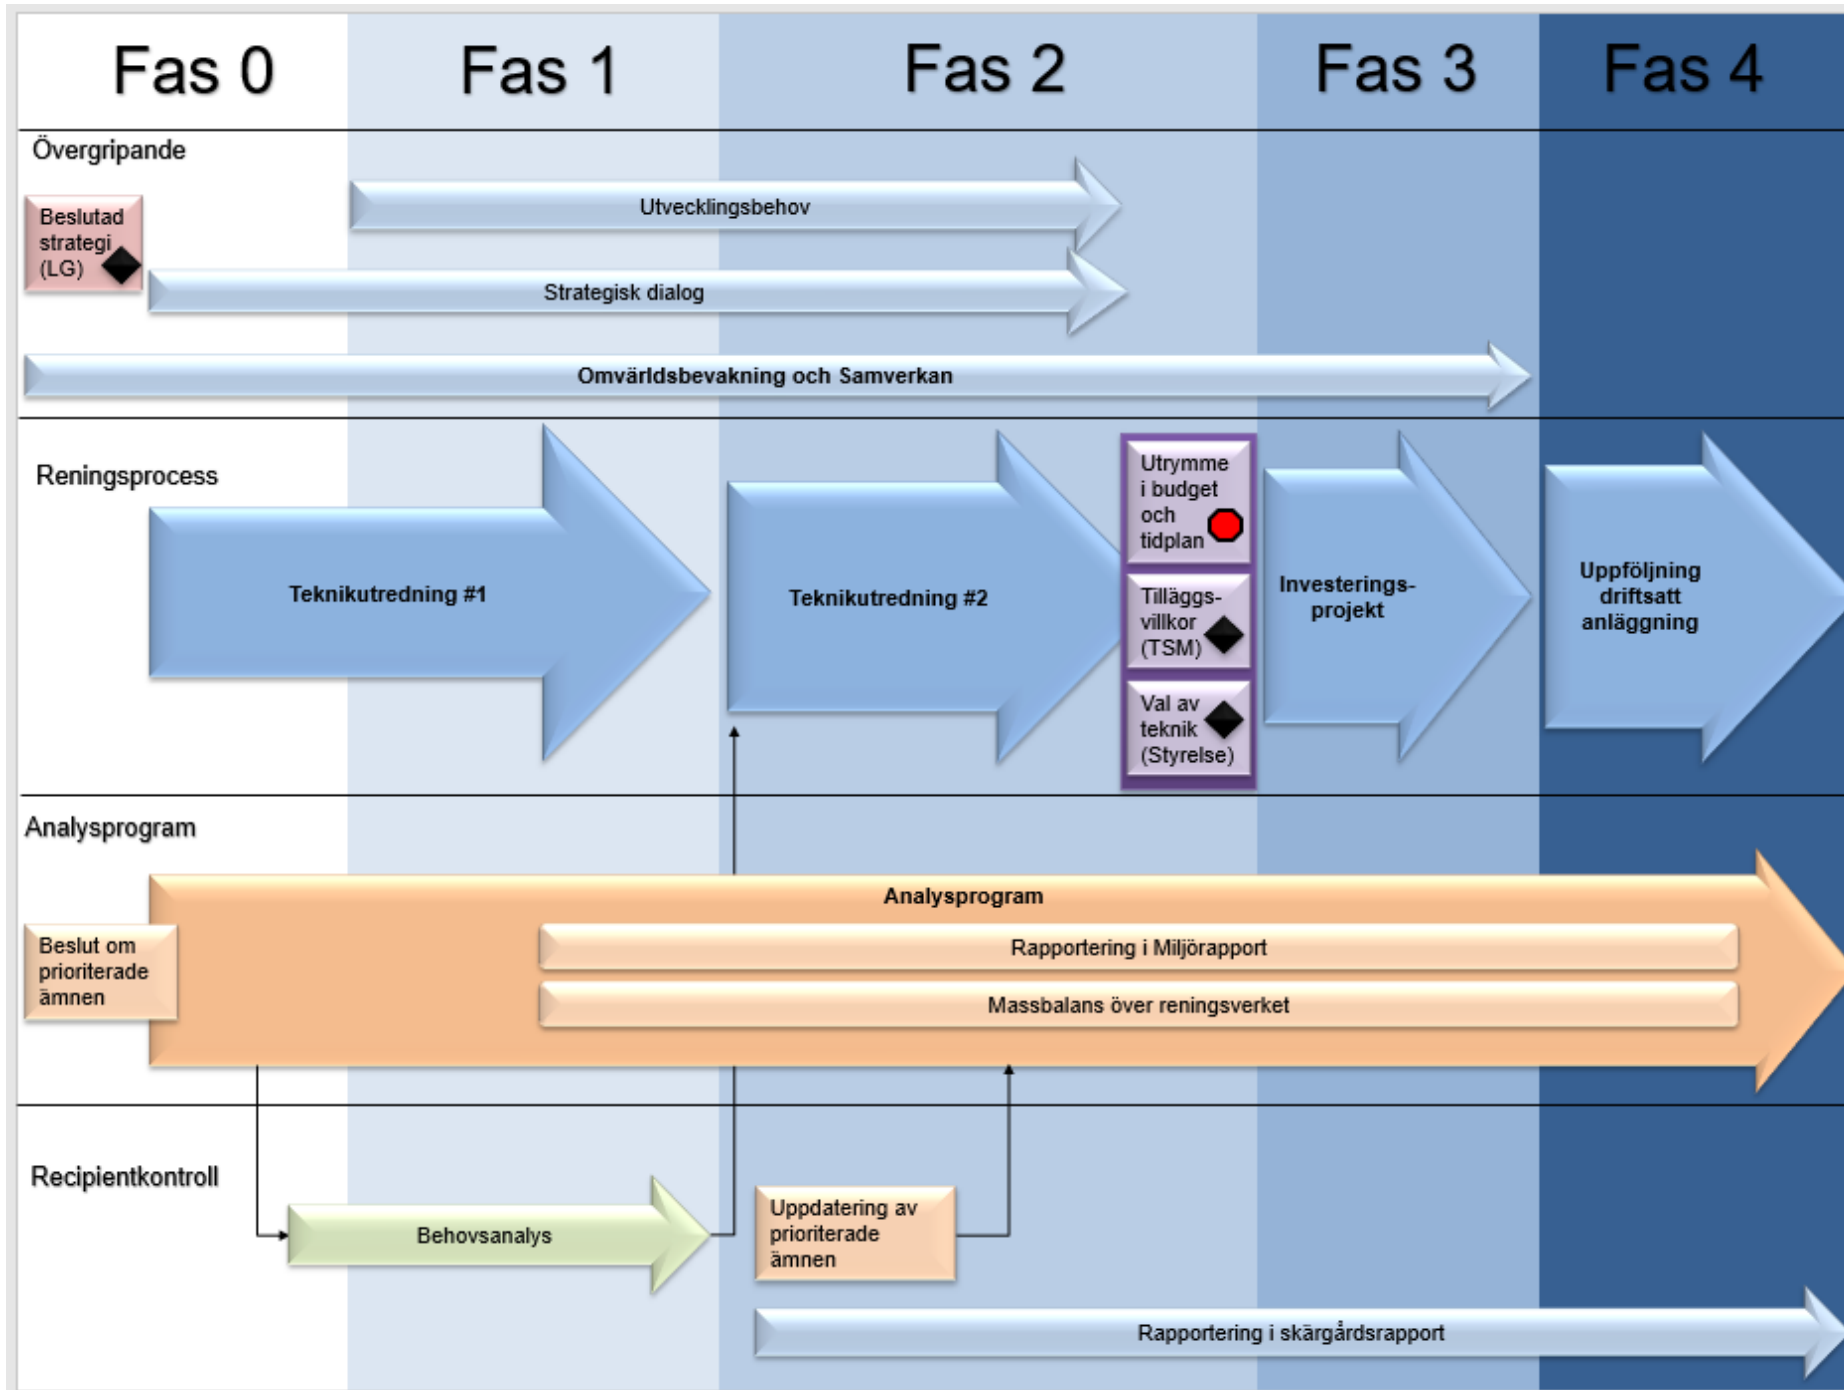 Fas 0
Fas 1
Fas 2
Fas 3
Fas 4
Övergripande
Beslutad
strategi
(LG)
Utvecklingsbehov
Strategisk dialog
Omvärldsbevakning och Samverkan
Reningsprocess
Teknikutredning #1
Teknikutredning #2
Utrymme
i budget
och
tidplan
Tilläggs-
villkor
(TSM)
Val av
teknik
(Styrelse)
Investerings-
projekt
Uppföljning
driftsatt
anläggning
Analysprogram
Analysprogram
Beslut om
prioriterade
ämnen
Rapportering i Miljörapport
Massbalans över reningsverket
Recipientkontroll
Behovsanalys
Uppdatering av
prioriterade
ämnen
Rapportering i skärgårdsrapport